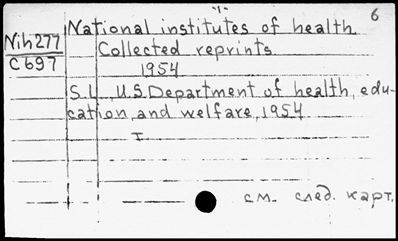 -1-
6
National institutes of health
Nih277
C697
Collected reprints
1954
S.l., U.S. Department of health, edu-
cation, and welfare, 1954
I
см. след. карт.